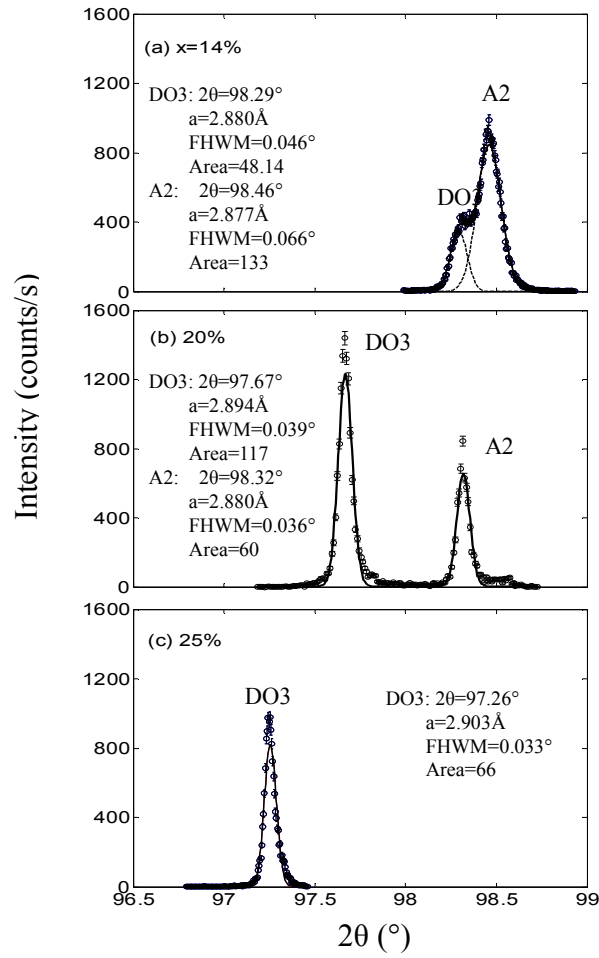 1600
(a) x=14%
A2
DO3: 2θ=98.29°
1200
a=2.880Å
FHWM=0.046°
Area=48.14
800
A2: 2θ=98.46°
DO3
a=2.877Å
400
FHWM=0.066°
Area=133
0
1600
(b) 20%
DO3
DO3: 2θ=97.67°
1200
a=2.894Å
FHWM=0.039°
Area=117
800
A2: 2θ=98.32°
A2
a=2.880Å
400
FHWM=0.036°
Area=60
0
Intensity (counts/s)
1600
(c) 25%
1200
DO3
DO3: 2θ=97.26°
a=2.903Å
FHWM=0.033°
Area=66
800
400
0
96.5 97 97.5 98 98.5 99
2θ (°)